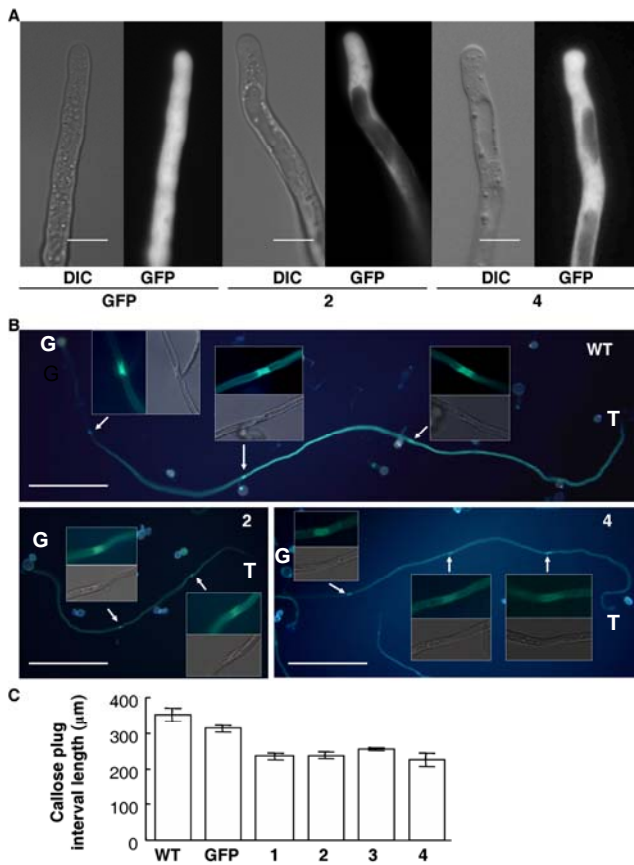 A
DIC GFP DIC GFP DIC GFP
GFP 2 4
B
G
G
WT
T
2
G
T
4
G
T
C
Callose plug
interval length (μm)
400
300
200
100
0
WT GFP 1 2 3 4